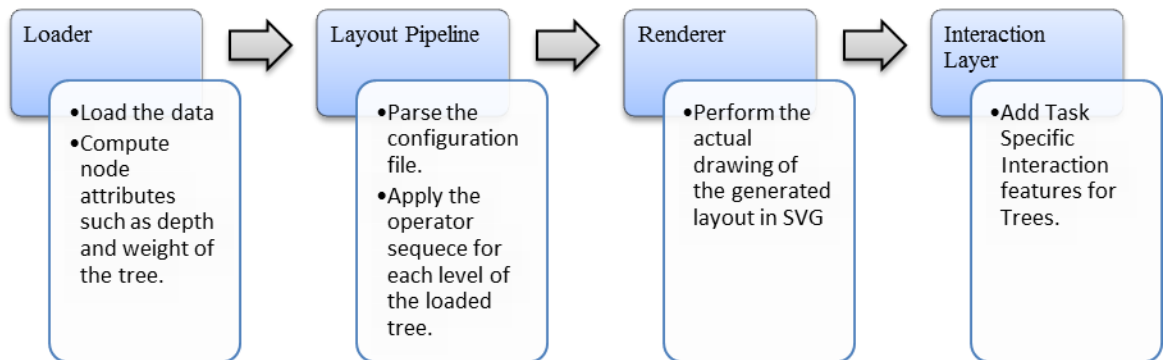 Loader
•Load the data
•Compute
node
attributes
such as depth
and weight of
the tree.
Layout Pipeline
•Parse the
configuration
file.
•Apply the
operator
sequece for
each level of
the loaded
tree.
Renderer
•Perform the
actual
drawing of
the generated
layout in SVG
Interaction
Layer
•Add Task
Specific
Interaction
features for
Trees.